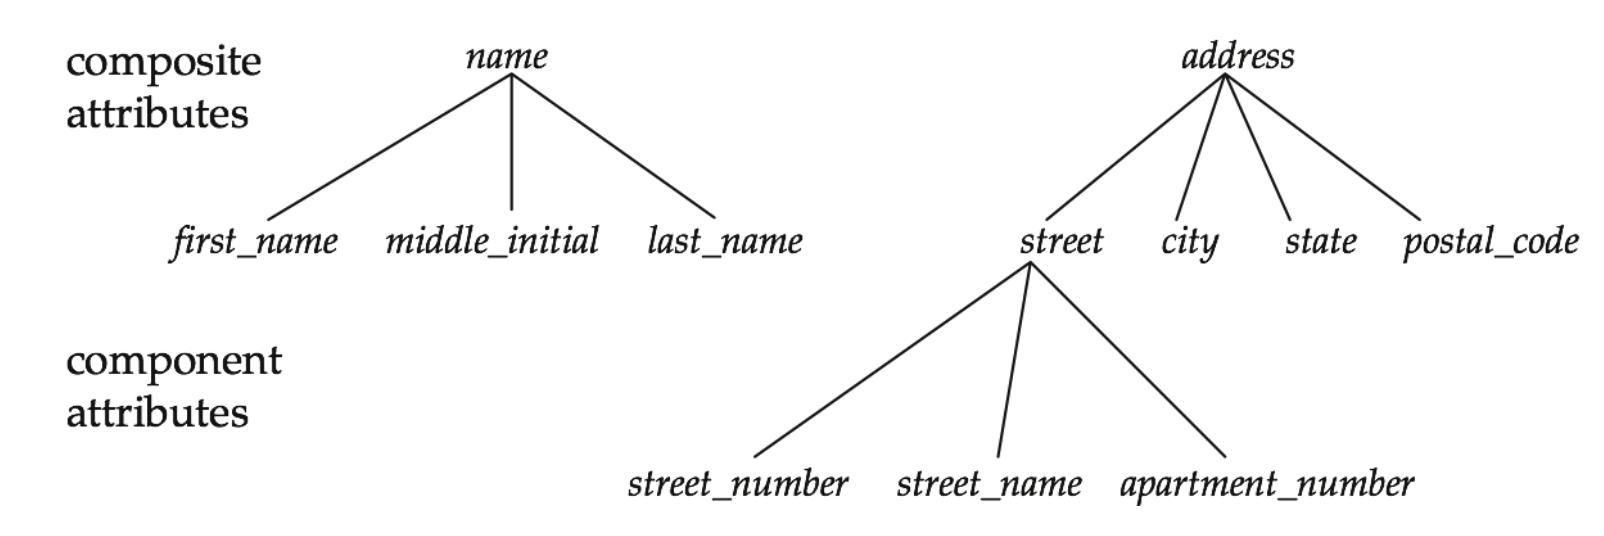 composite
attributes
name
address
first_name middle_initial last_name
street city state postal_code
component
attributes
street_number street_name apartment_number